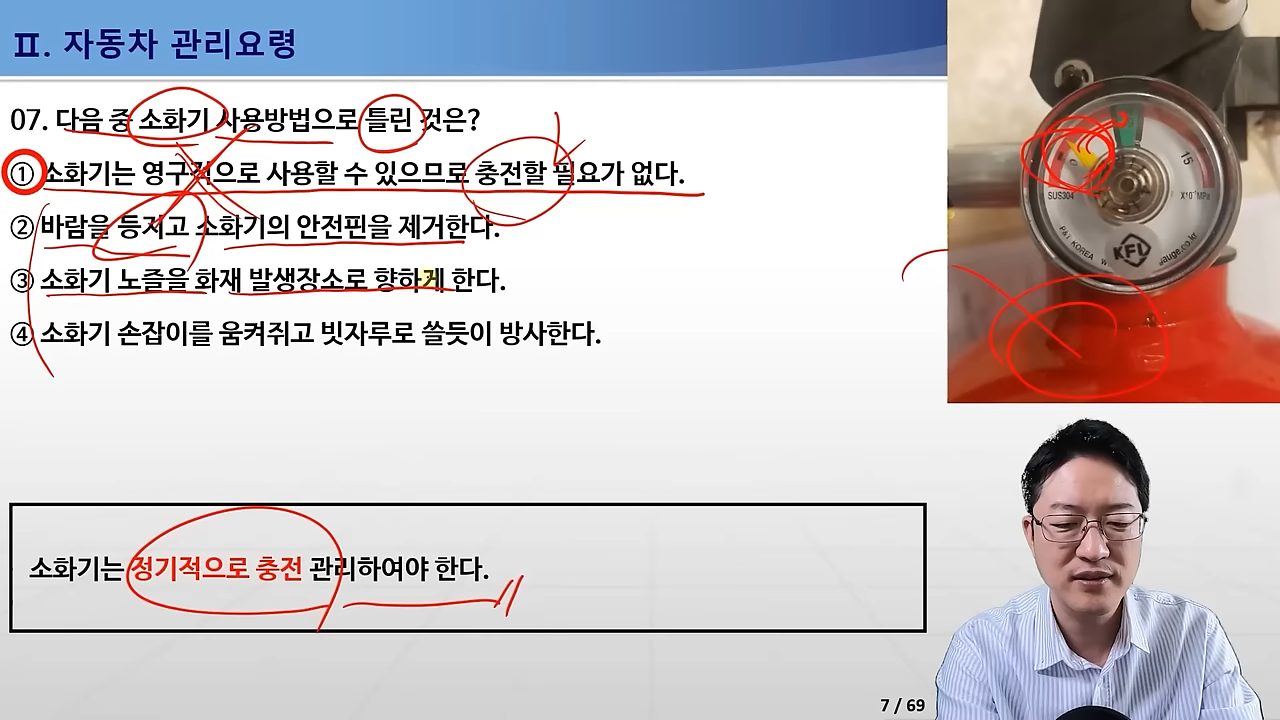 Ⅱ. 자동차 관리요령
07. 다음 중 소화기 사용방법으로 틀린 것은?
① 소화기는 영구적으로 사용할 수 있으므로 충전할 필요가 없다.
② 바람을 등지고 소화기의 안전핀을 제거한다.
③ 소화기 노즐을 화재 발생장소로 향하게 한다.
④ 소화기 손잡이를 움켜쥐고 빗자루로 쓸듯이 방사한다.
소화기는 정기적으로 충전 관리하여야 한다.
7 / 69
15
SUS304
X10⁻¹MPa
P&T KOREA
KFI